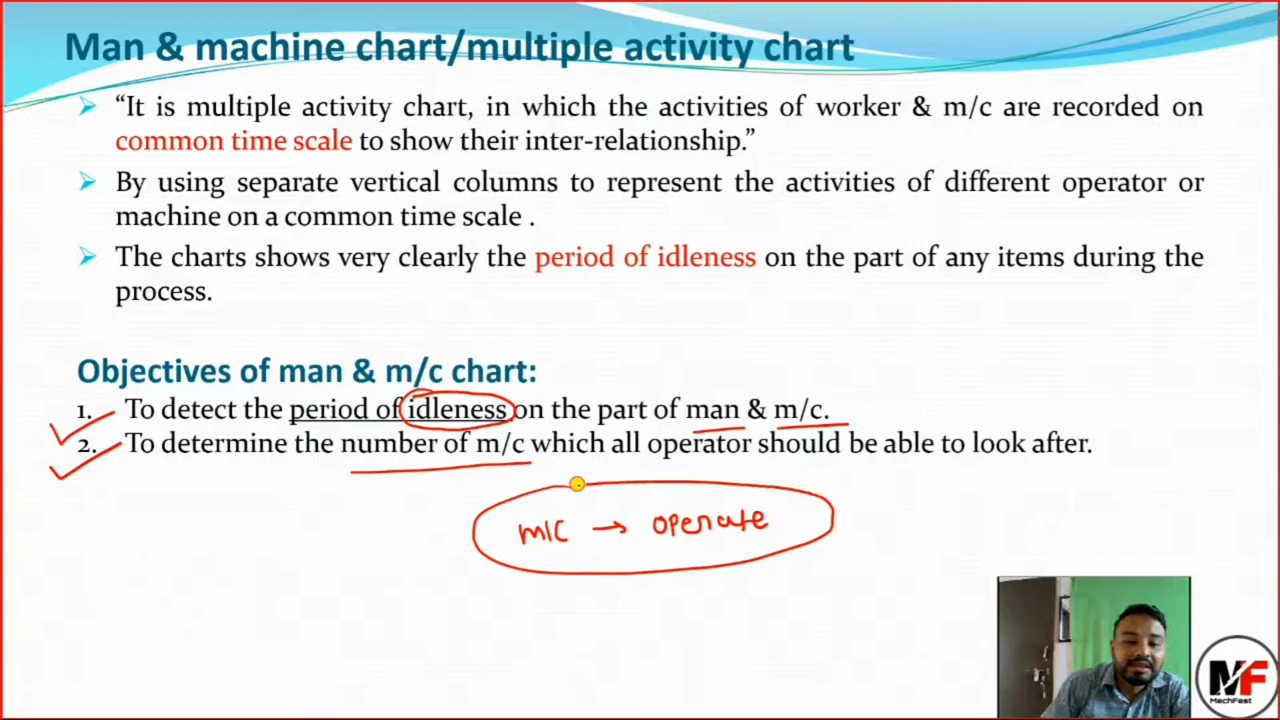 Man & machine chart/multiple activity chart
➢ “It is multiple activity chart, in which the activities of worker & m/c are recorded on
common time scale to show their inter-relationship.”
➢ By using separate vertical columns to represent the activities of different operator or
machine on a common time scale .
➢ The charts shows very clearly the period of idleness on the part of any items during the
process.
Objectives of man & m/c chart:
1. To detect the period of idleness on the part of man & m/c.
2. To determine the number of m/c which all operator should be able to look after.
M/C → operate
MF
MechFest